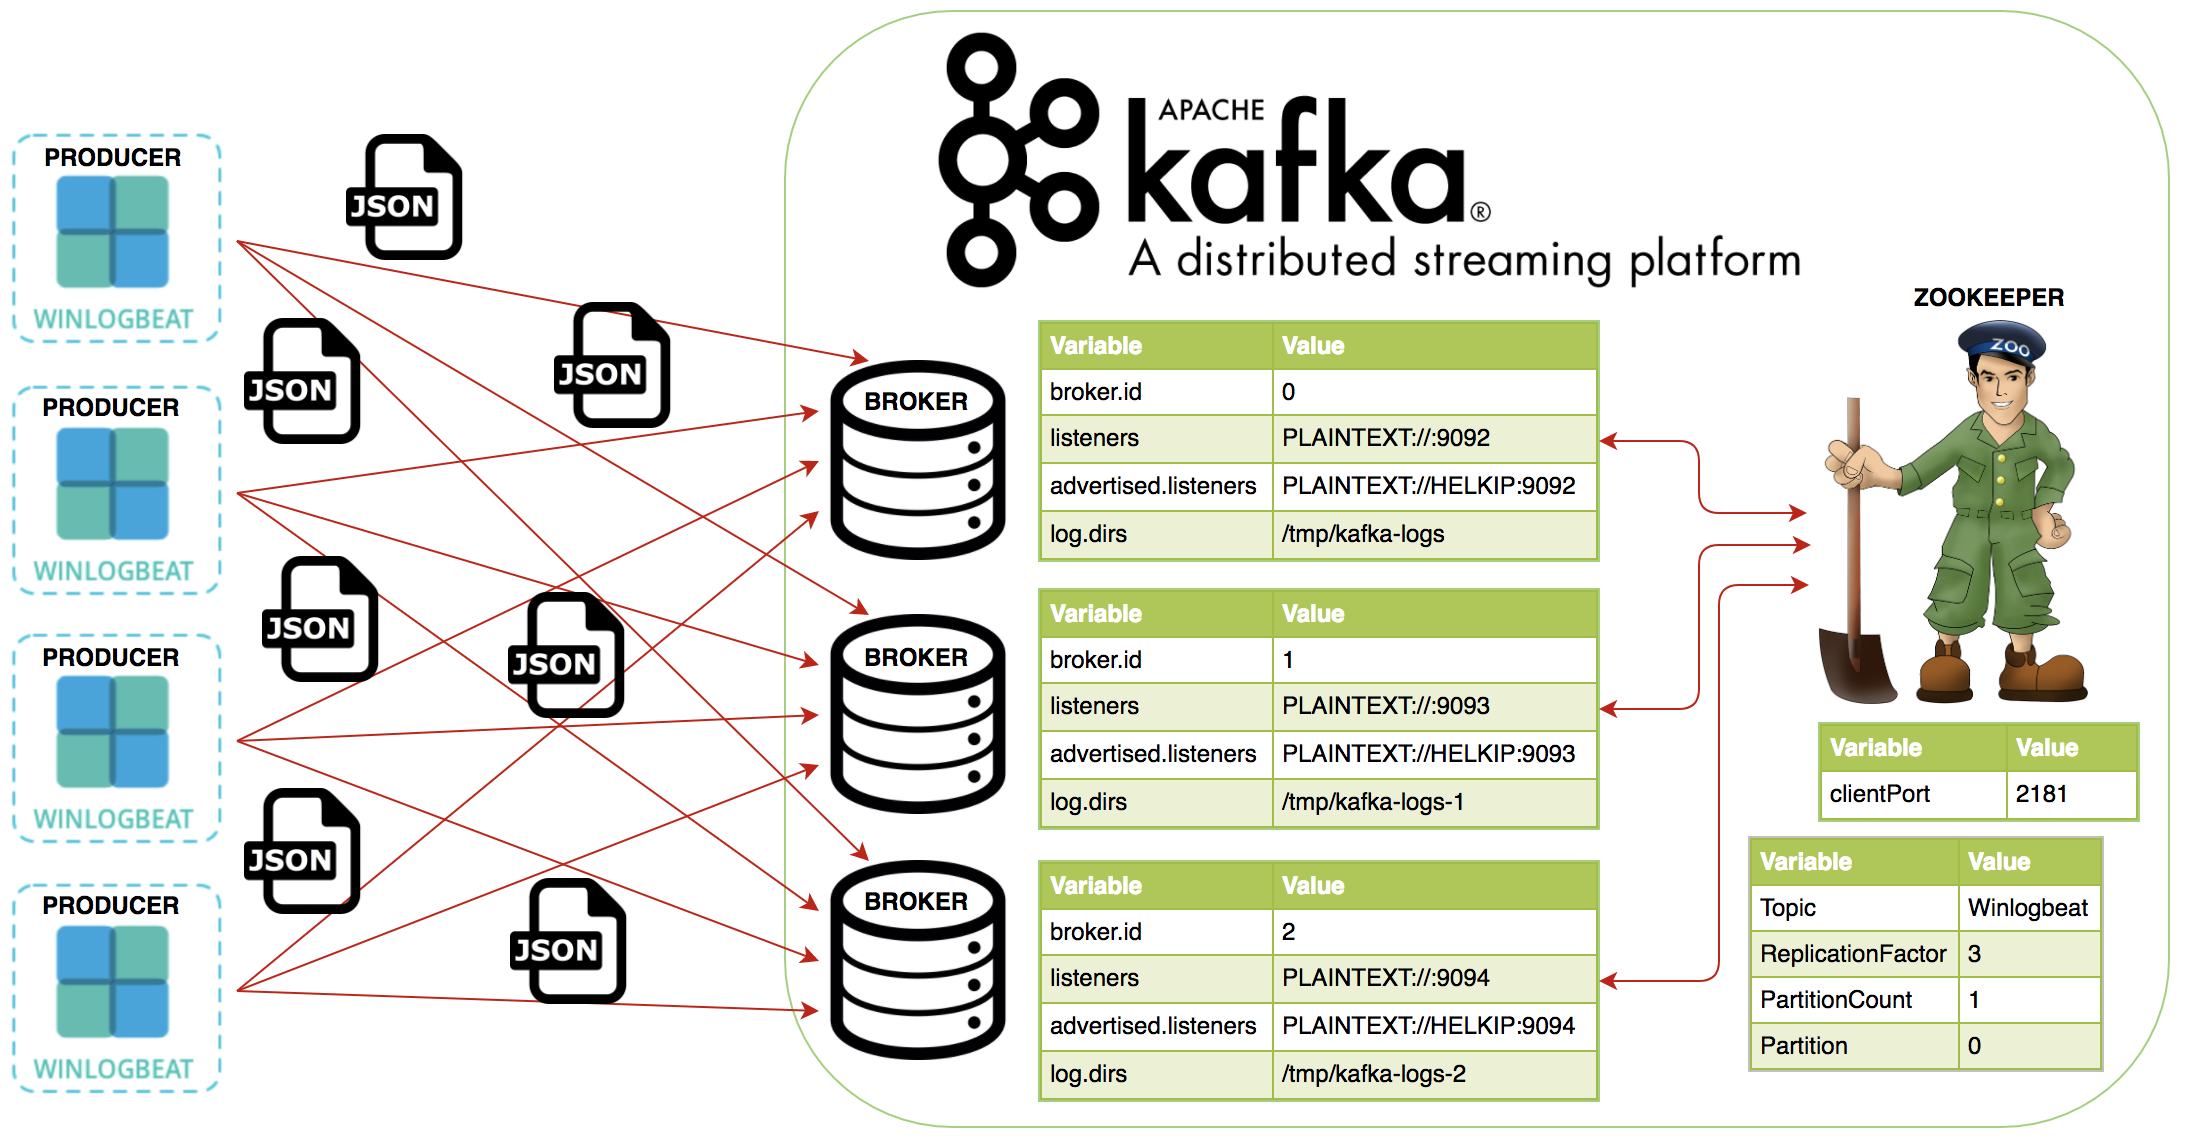 PRODUCER
WINLOGBEAT
PRODUCER
WINLOGBEAT
PRODUCER
WINLOGBEAT
PRODUCER
WINLOGBEAT
JSON
JSON
JSON
JSON
JSON
JSON
JSON
APACHE
kafka®
A distributed streaming platform
BROKER
Variable Value
broker.id 0
listeners PLAINTEXT://:9092
advertised.listeners PLAINTEXT://HELKIP:9092
log.dirs /tmp/kafka-logs
BROKER
Variable Value
broker.id 1
listeners PLAINTEXT://:9093
advertised.listeners PLAINTEXT://HELKIP:9093
log.dirs /tmp/kafka-logs-1
BROKER
Variable Value
broker.id 2
listeners PLAINTEXT://:9094
advertised.listeners PLAINTEXT://HELKIP:9094
log.dirs /tmp/kafka-logs-2
ZOOKEEPER
ZOO
Variable Value
clientPort 2181
Variable Value
Topic Winlogbeat
ReplicationFactor 3
PartitionCount 1
Partition 0